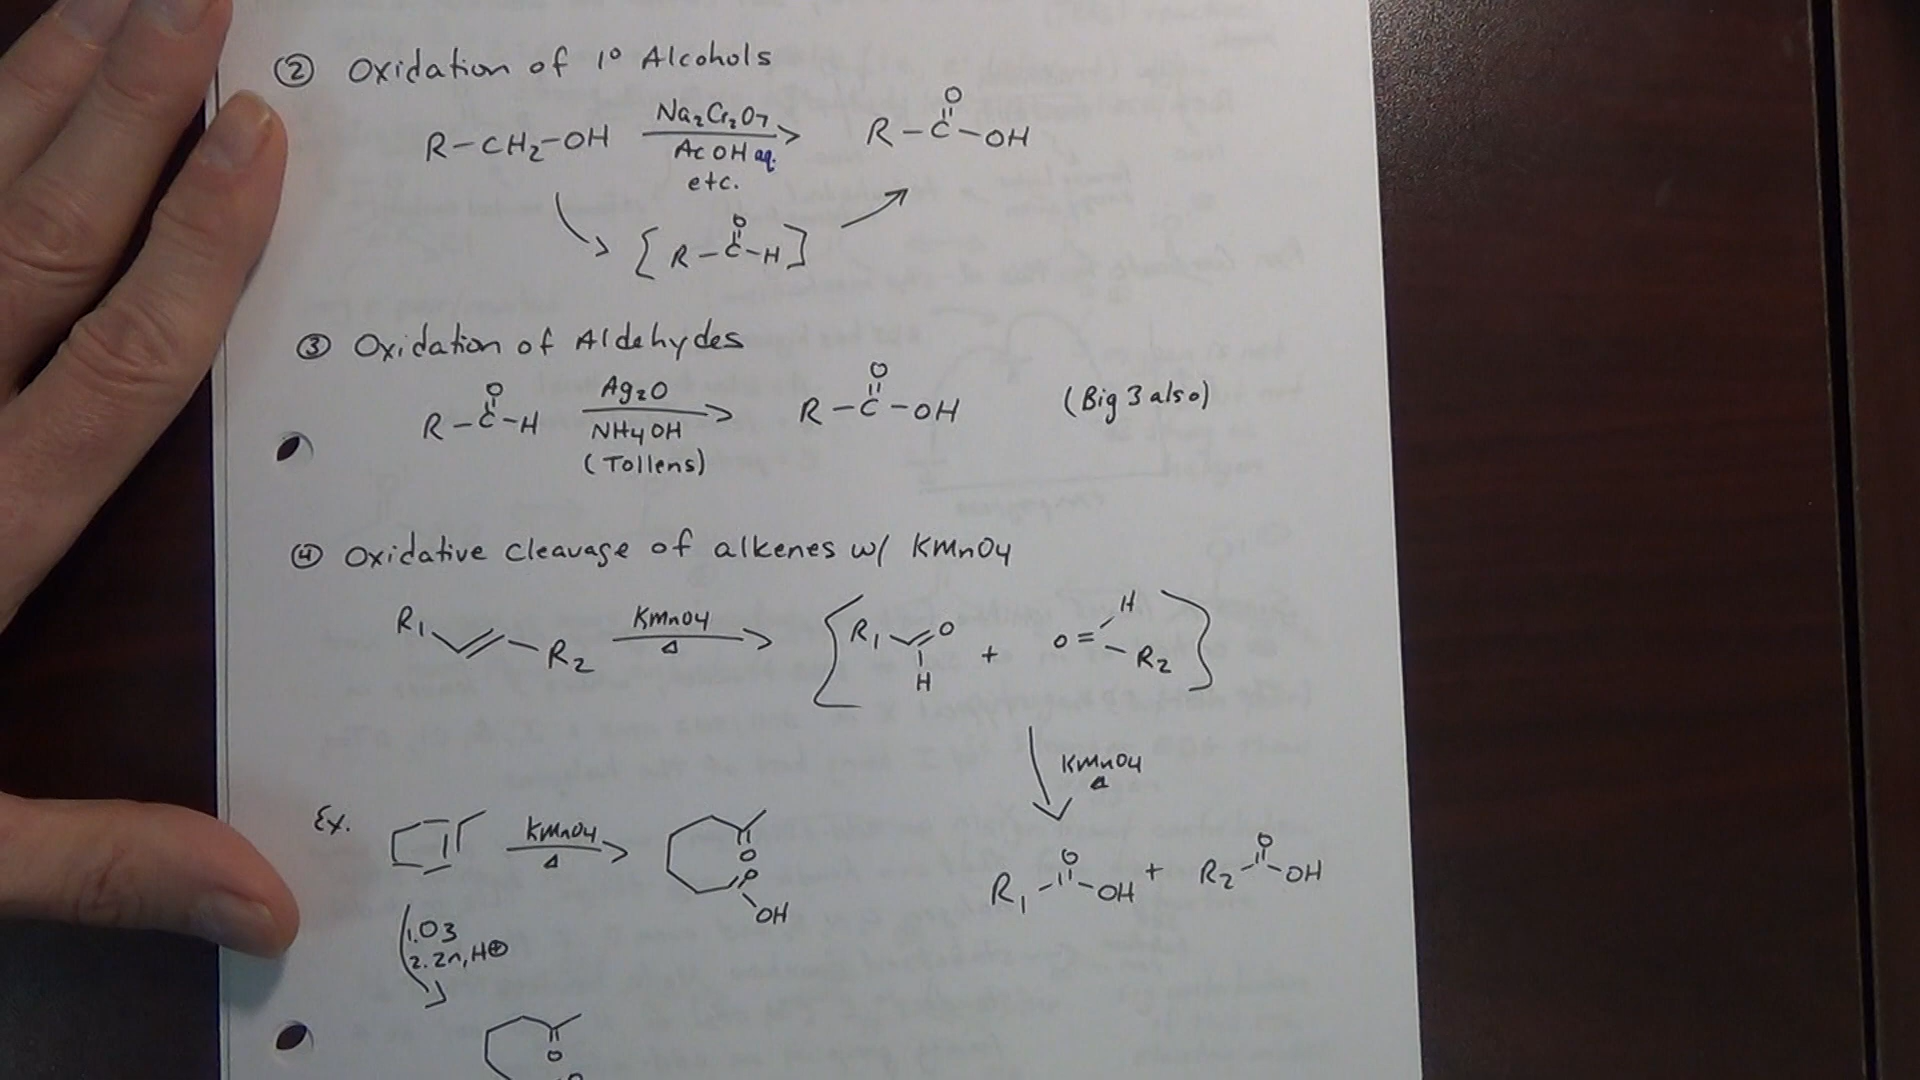 ② Oxidation of 1° Alcohols
R-CH₂-OH Na₂Cr₂O₇ R-C-OH
O
AcOH aq.
etc.
[R-C-H]
O
③ Oxidation of Aldehydes
R-C-H Ag₂O R-C-OH (Big 3 also)
O O
NH₄OH
(Tollens)
④ Oxidative cleavage of alkenes w/ KMnO₄
R₁ R₂ KMnO₄ [R₁ O + O= R₂]
Δ H H
KMnO₄
Δ
Ex. KMnO₄ O
Δ O
OH
R₁ O OH + R₂ O OH
1. O₃
2. Zn, H⊕
O